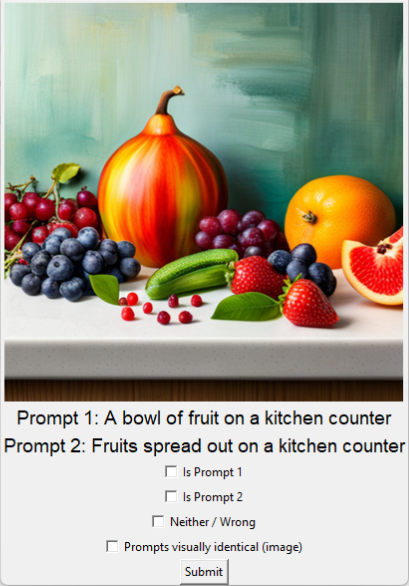 Prompt 1: A bowl of fruit on a kitchen counter
Prompt 2: Fruits spread out on a kitchen counter
Is Prompt 1
Is Prompt 2
Neither / Wrong
Prompts visually identical (image)
Submit